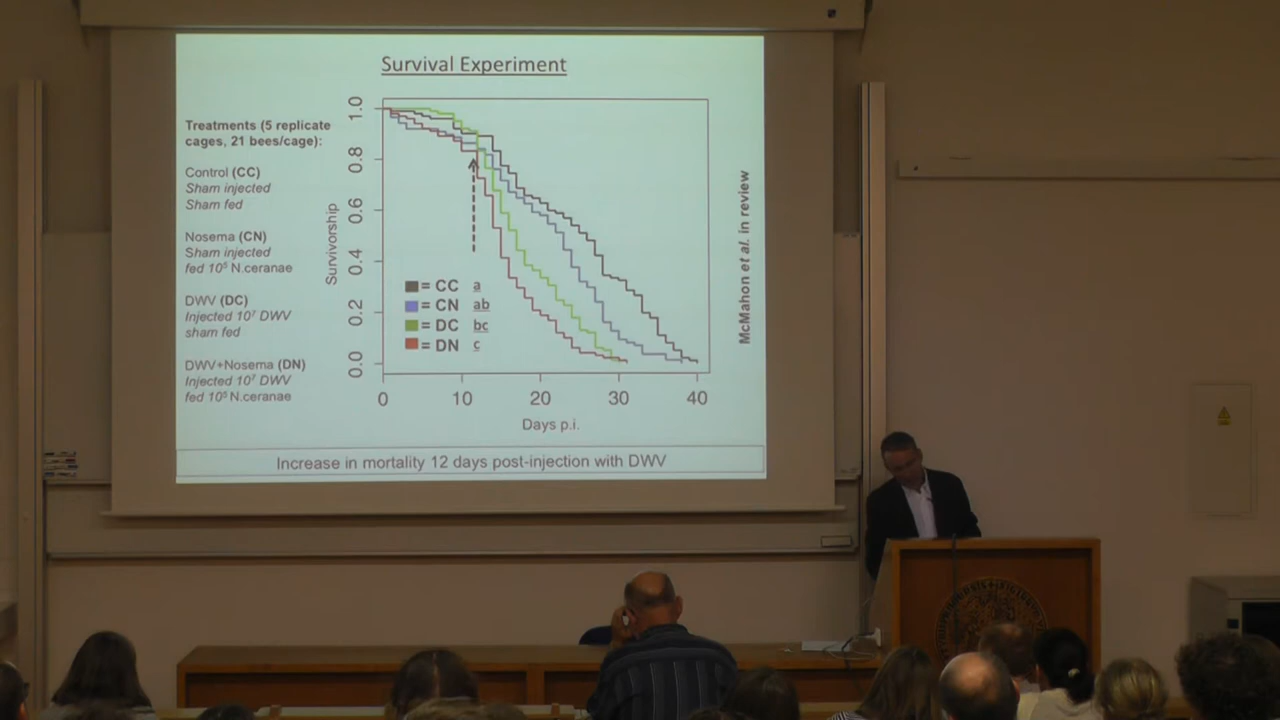 Survival Experiment
Treatments (5 replicate
cages, 21 bees/cage):
Control (CC)
Sham injected
Sham fed
Nosema (CN)
Sham injected
fed 10⁵ N.ceranae
DWV (DC)
Injected 10⁷ DWV
sham fed
DWV+Nosema (DN)
Injected 10⁷ DWV
fed 10⁵ N.ceranae
Survivorship
1.0
0.8
0.6
0.4
0.2
0.0
= CC a
= CN ab
= DC bc
= DN c
0 10 20 30 40
Days p.i.
McMahon et al. in review
Increase in mortality 12 days post-injection with DWV